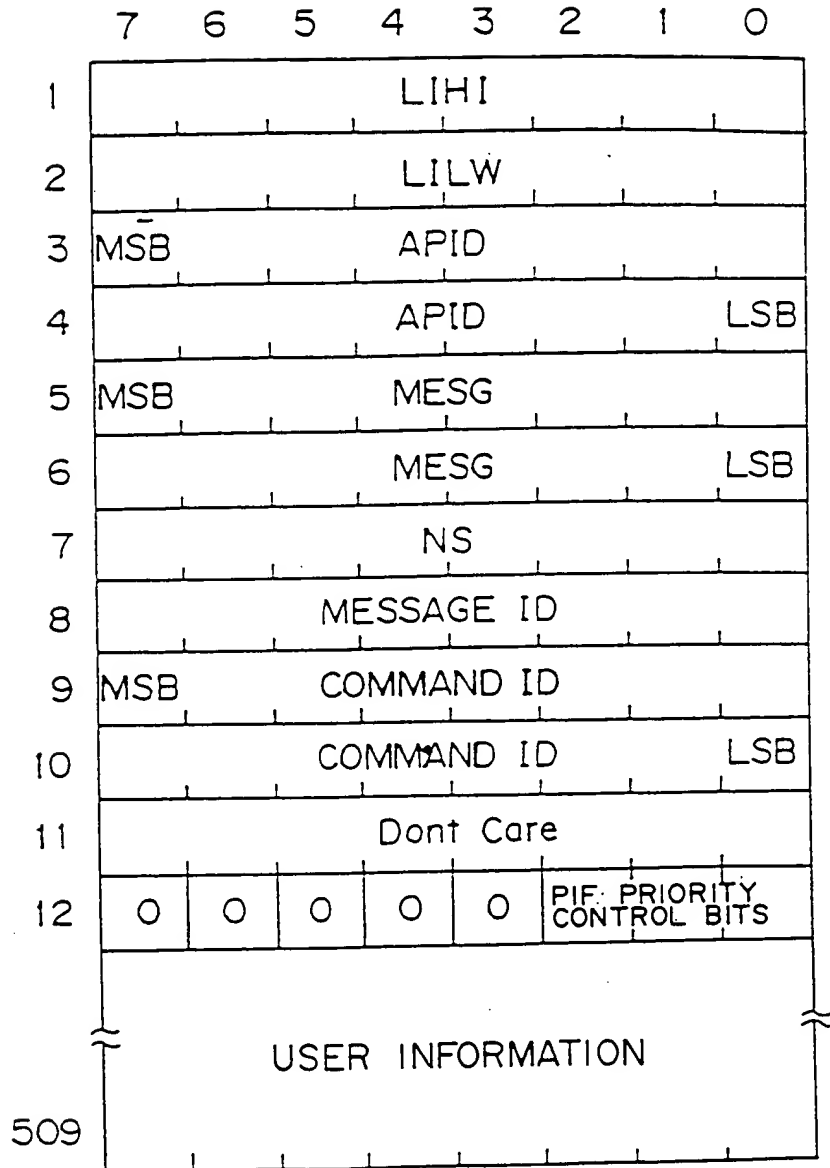 7 6 5 4 3 2 1 0
1 LIHI
2 LILW
3 MSB APID
4 APID LSB
5 MSB MESG
6 MESG LSB
7 NS
8 MESSAGE ID
9 MSB COMMAND ID
10 COMMAND ID LSB
11 Dont Care
12 0 0 0 0 0 PIF: PRIORITY
CONTROL BITS
USER INFORMATION
509